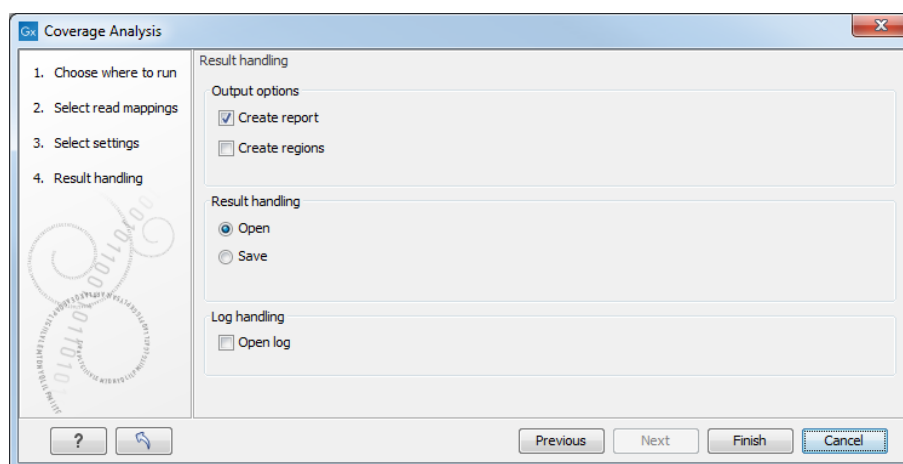 Gx Coverage Analysis
X
1. Choose where to run
2. Select read mappings
3. Select settings
4. Result handling
Result handling
Output options
Create report
Create regions
Result handling
Open
Save
Log handling
Open log
?
Previous
Next
Finish
Cancel